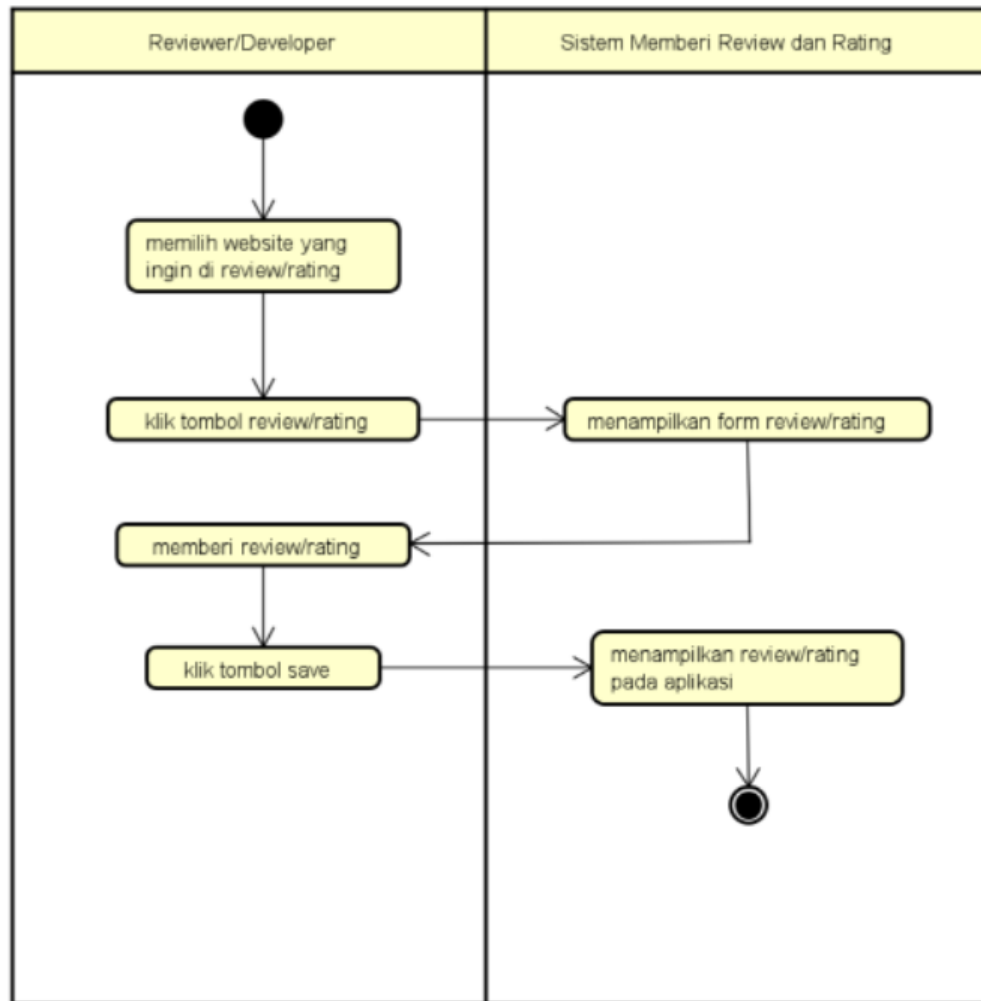 Reviewer/Developer
Sistem Memberi Review dan Rating
memilih website yang
ingin di review/rating
klik tombol review/rating
menampilkan form review/rating
memberi review/rating
klik tombol save
menampilkan review/rating
pada aplikasi